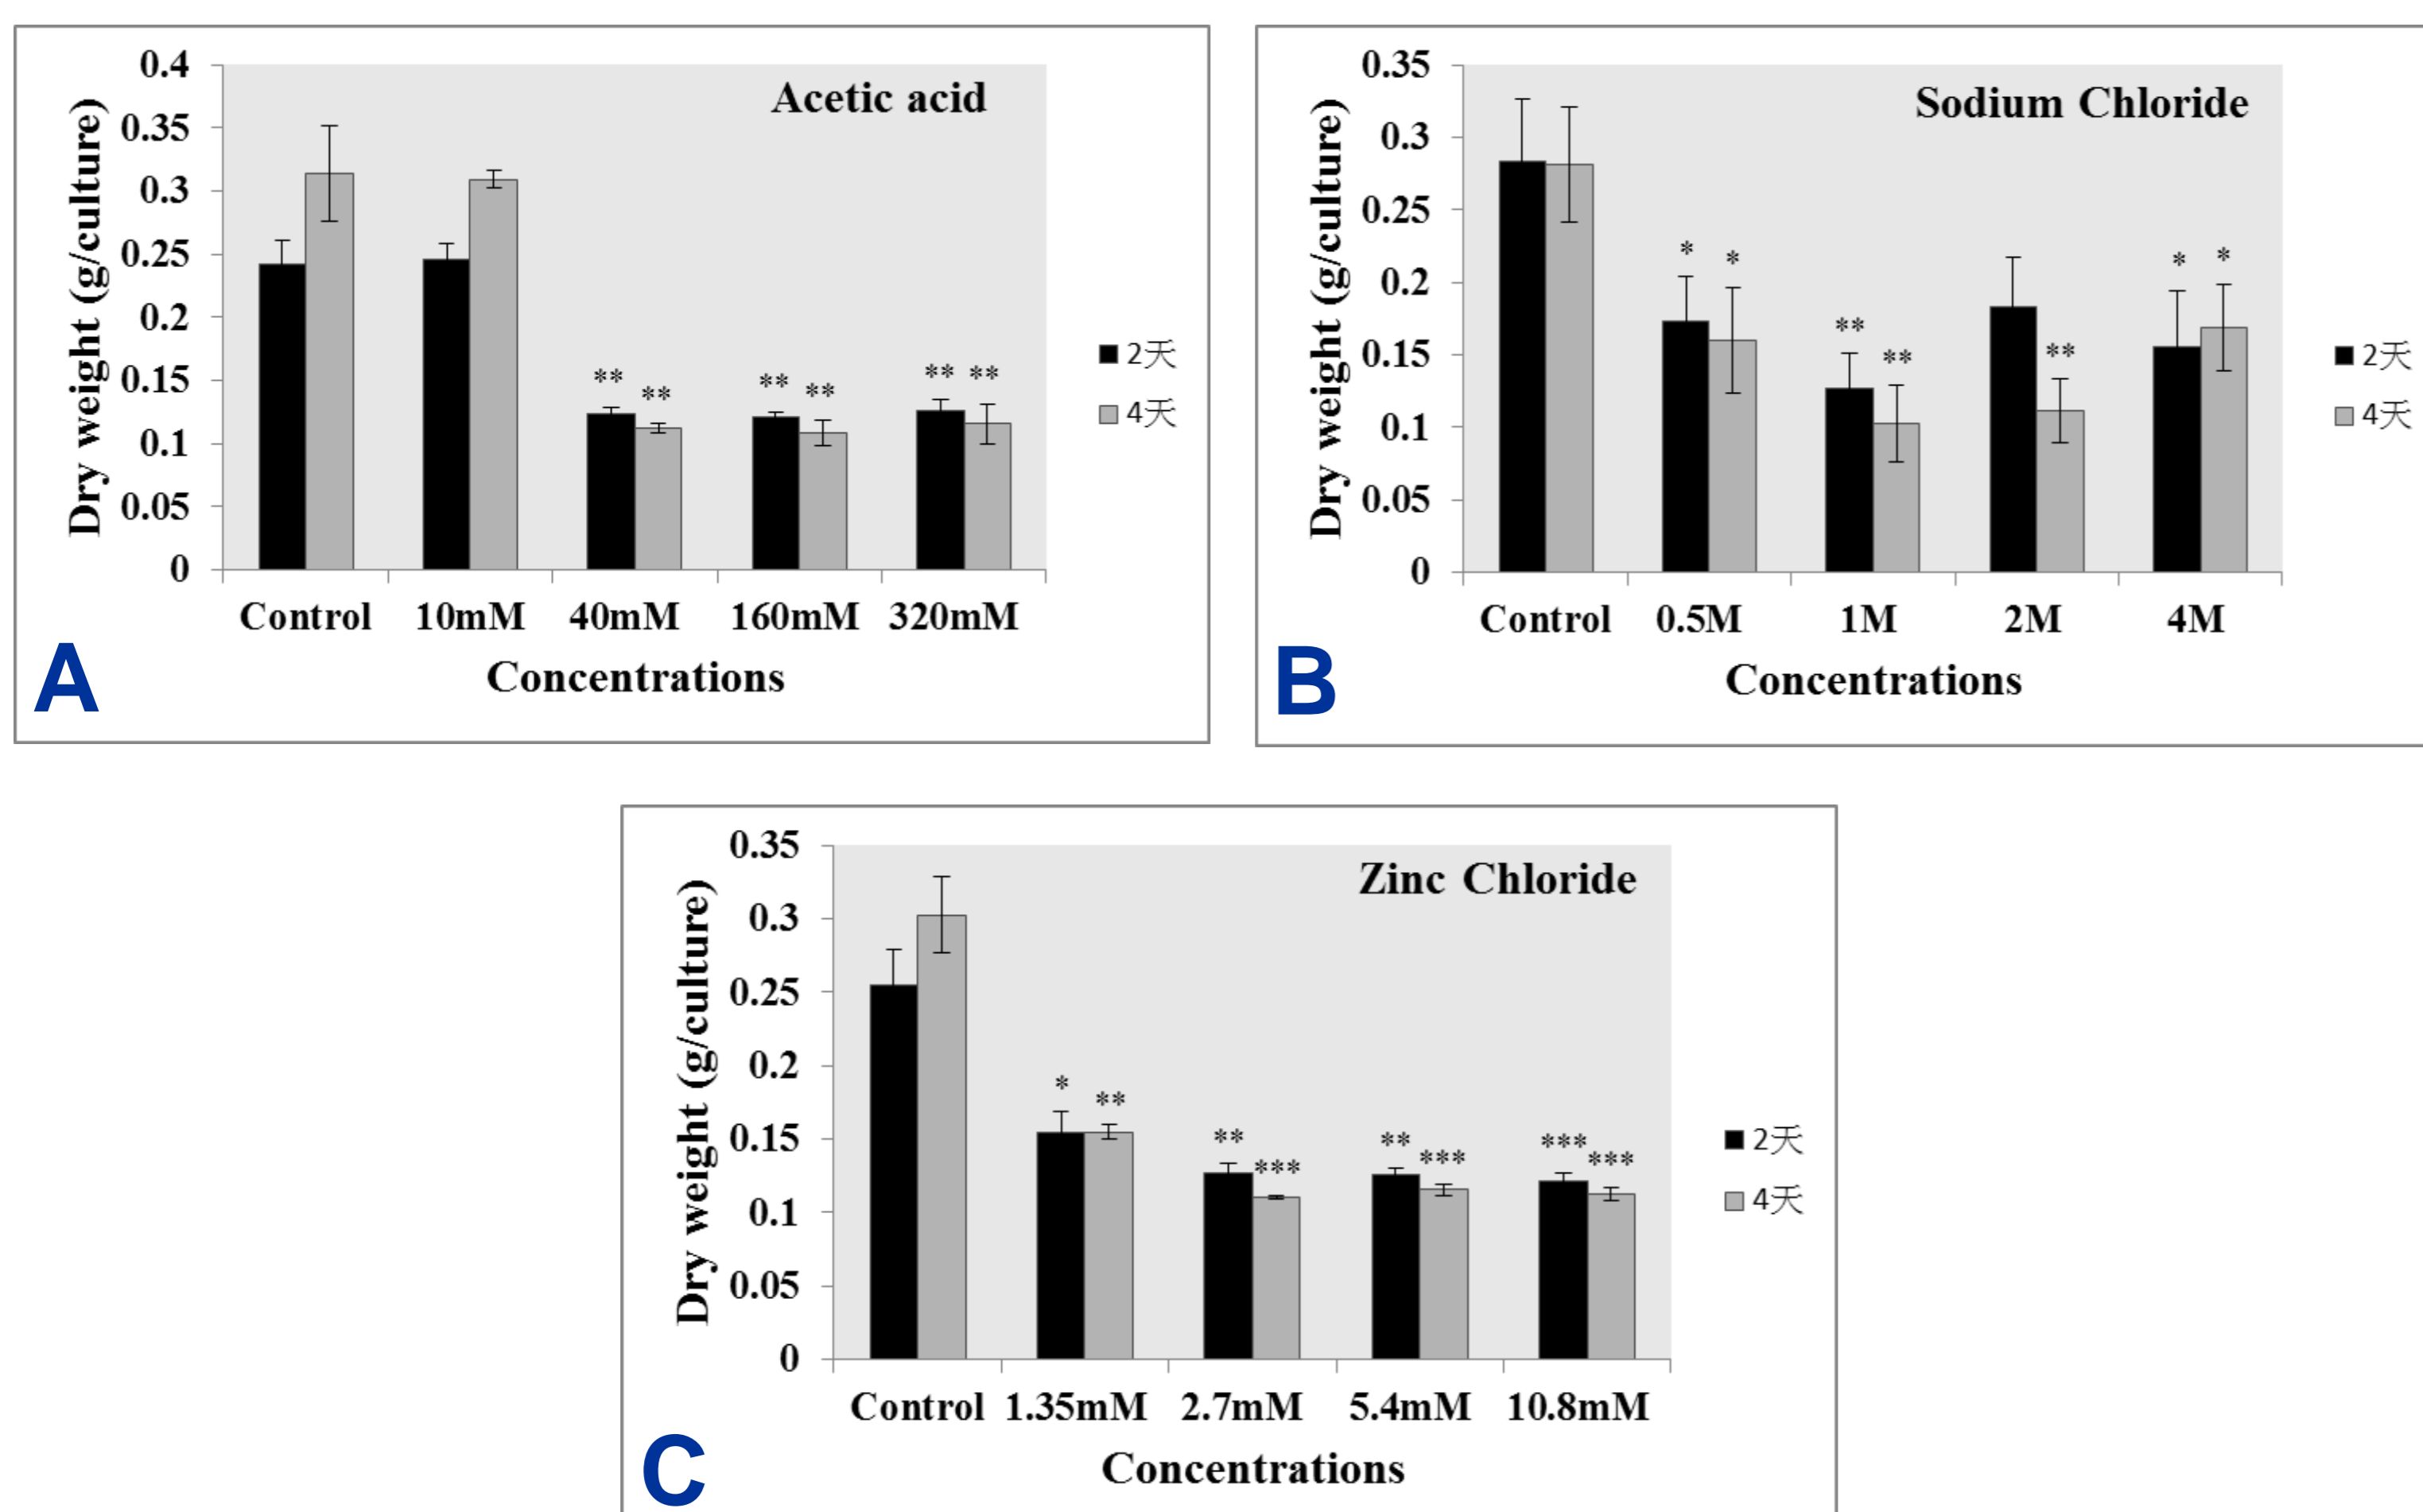 Acetic acid
Dry weight (g/culture)
0.4
0.35
0.3
0.25
0.2
0.15
0.1
0.05
0
** ** ** ** ** **
2天
4天
Control 10mM 40mM 160mM 320mM
Concentrations
A
Sodium Chloride
Dry weight (g/culture)
0.35
0.3
0.25
0.2
0.15
0.1
0.05
0
* * ** ** ** * *
2天
4天
Control 0.5M 1M 2M 4M
Concentrations
B
Zinc Chloride
Dry weight (g/culture)
0.35
0.3
0.25
0.2
0.15
0.1
0.05
0
* ** ** *** ** *** *** ***
2天
4天
Control 1.35mM 2.7mM 5.4mM 10.8mM
Concentrations
C